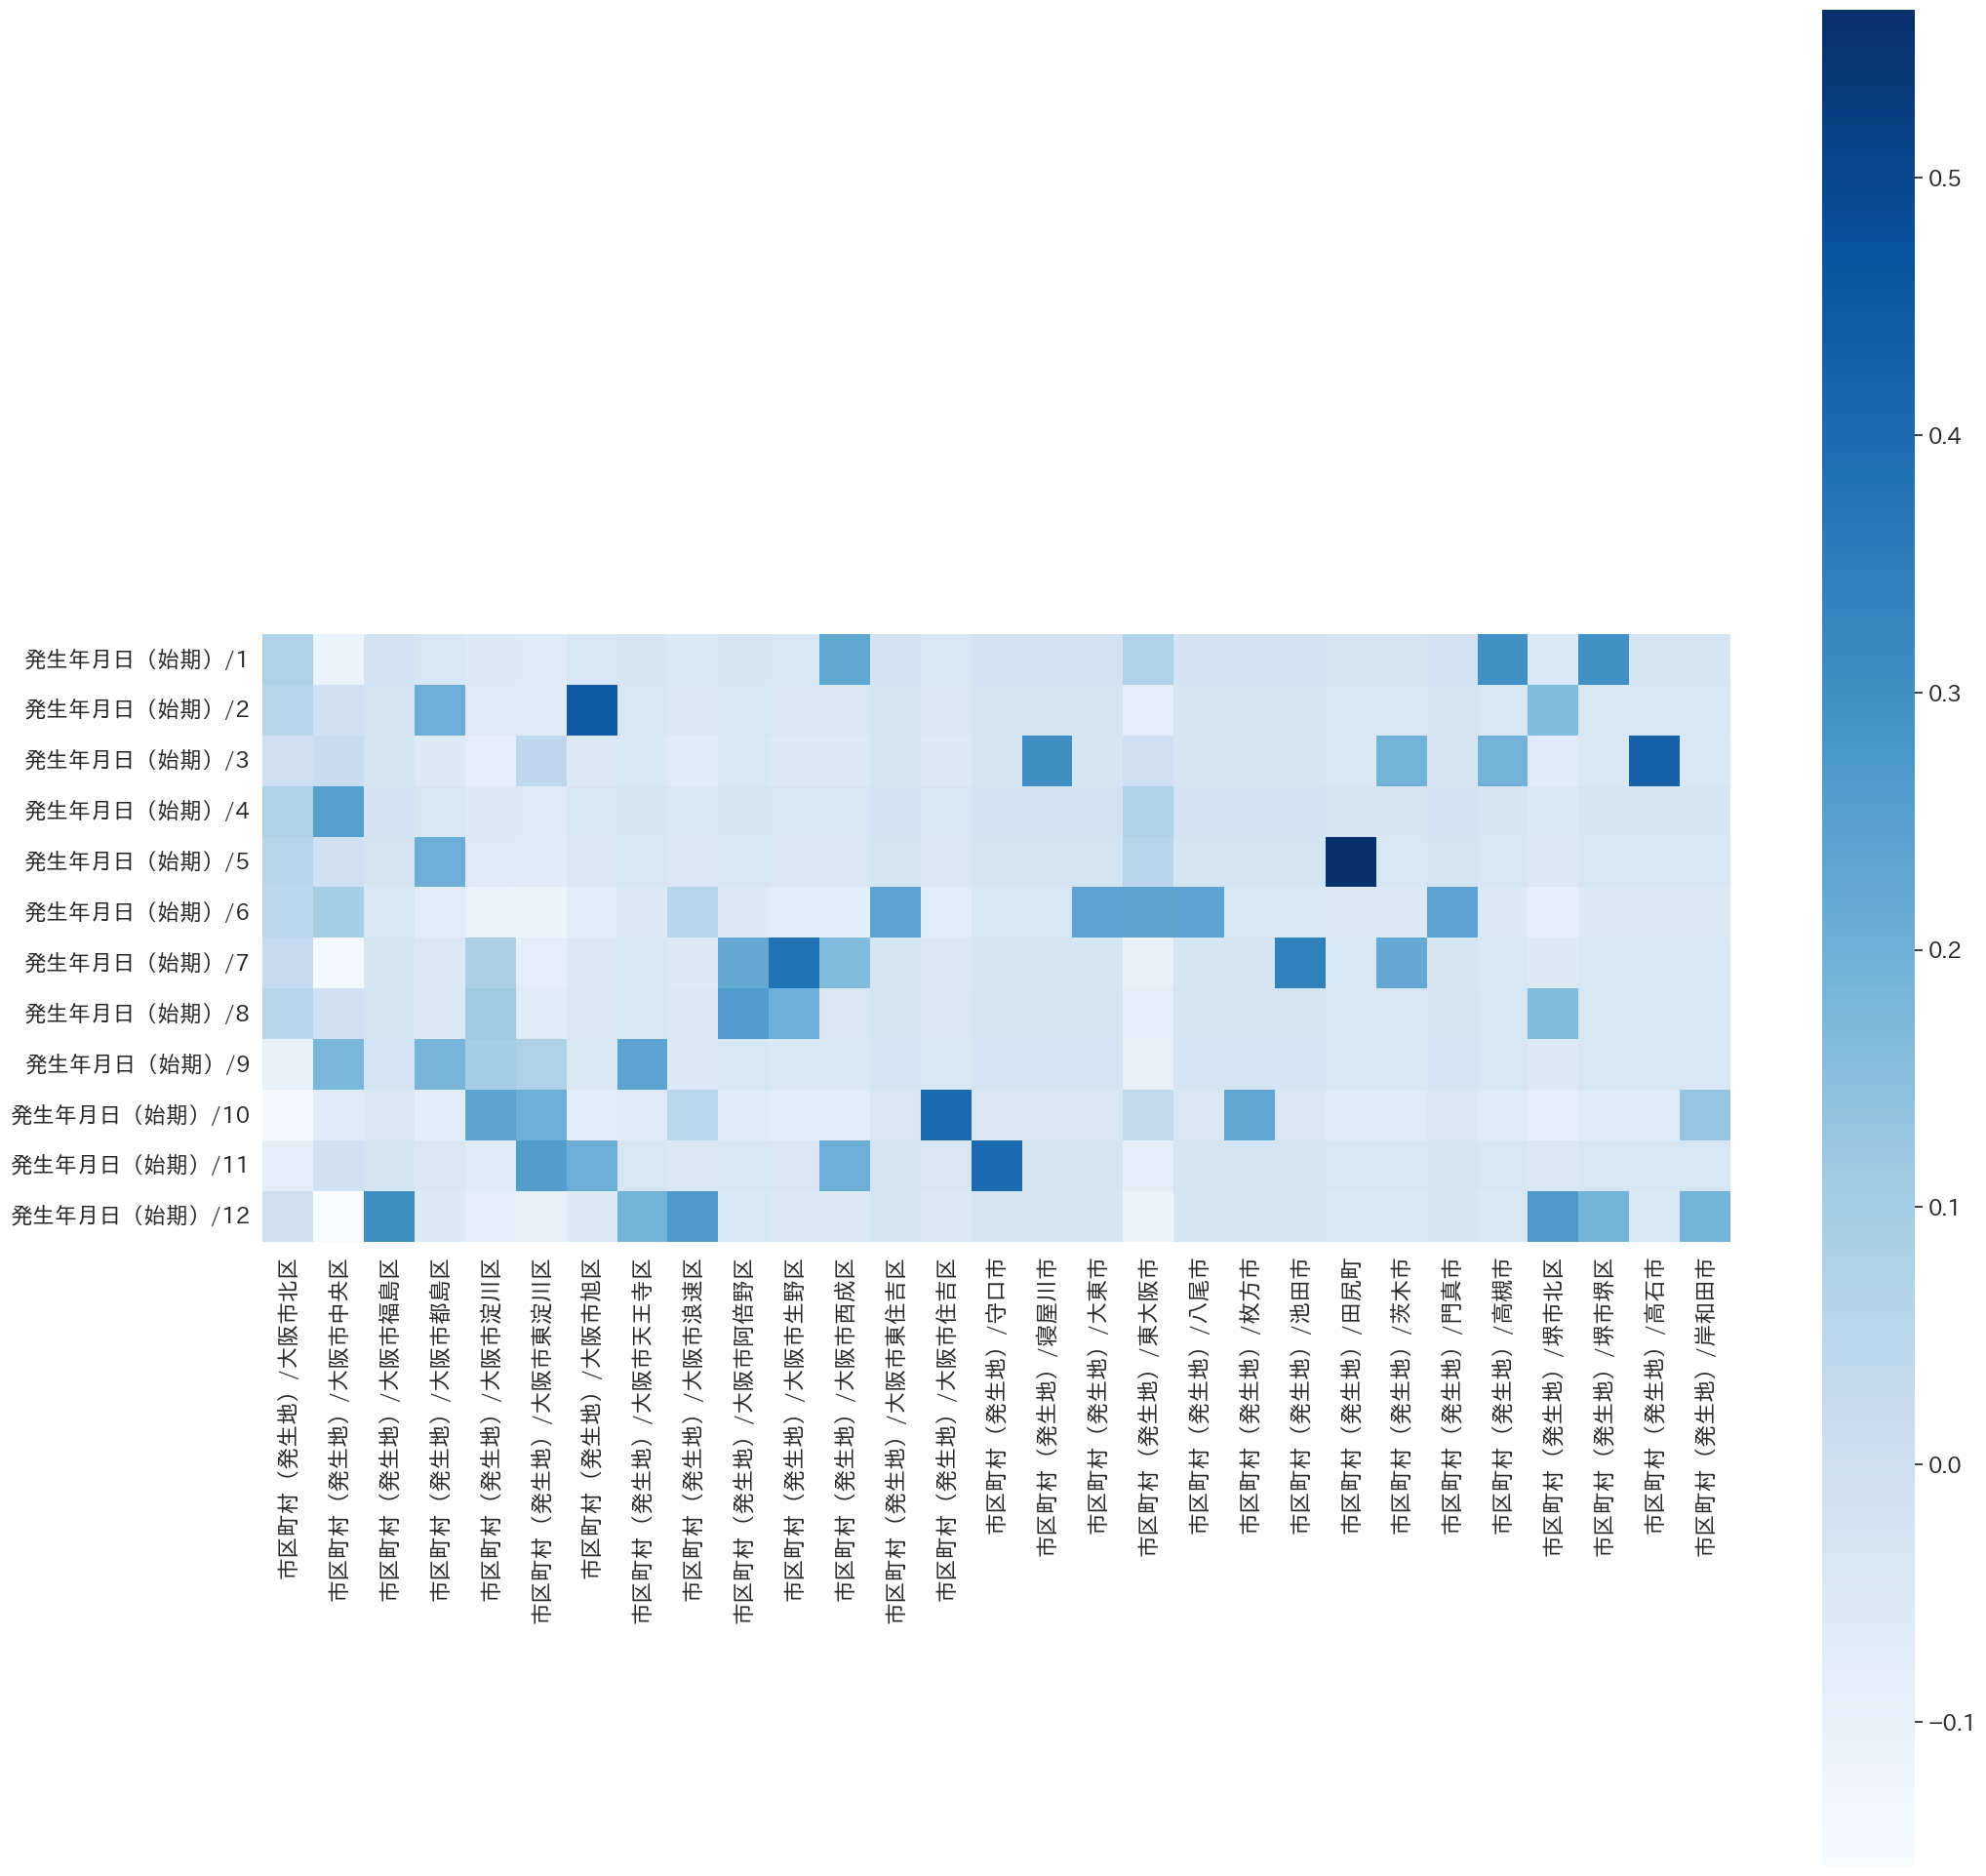 発生年月日（始期）/1
発生年月日（始期）/2
発生年月日（始期）/3
発生年月日（始期）/4
発生年月日（始期）/5
発生年月日（始期）/6
発生年月日（始期）/7
発生年月日（始期）/8
発生年月日（始期）/9
発生年月日（始期）/10
発生年月日（始期）/11
発生年月日（始期）/12
市区町村（発生地）/大阪市北区
市区町村（発生地）/大阪市中央区
市区町村（発生地）/大阪市福島区
市区町村（発生地）/大阪市都島区
市区町村（発生地）/大阪市淀川区
市区町村（発生地）/大阪市東淀川区
市区町村（発生地）/大阪市旭区
市区町村（発生地）/大阪市天王寺区
市区町村（発生地）/大阪市浪速区
市区町村（発生地）/大阪市阿倍野区
市区町村（発生地）/大阪市生野区
市区町村（発生地）/大阪市西成区
市区町村（発生地）/大阪市東住吉区
市区町村（発生地）/大阪市住吉区
市区町村（発生地）/守口市
市区町村（発生地）/寝屋川市
市区町村（発生地）/大東市
市区町村（発生地）/東大阪市
市区町村（発生地）/八尾市
市区町村（発生地）/枚方市
市区町村（発生地）/池田市
市区町村（発生地）/田尻町
市区町村（発生地）/茨木市
市区町村（発生地）/門真市
市区町村（発生地）/高槻市
市区町村（発生地）/堺市北区
市区町村（発生地）/堺市堺区
市区町村（発生地）/高石市
市区町村（発生地）/岸和田市
0.5
0.4
0.3
0.2
0.1
0.0
−0.1